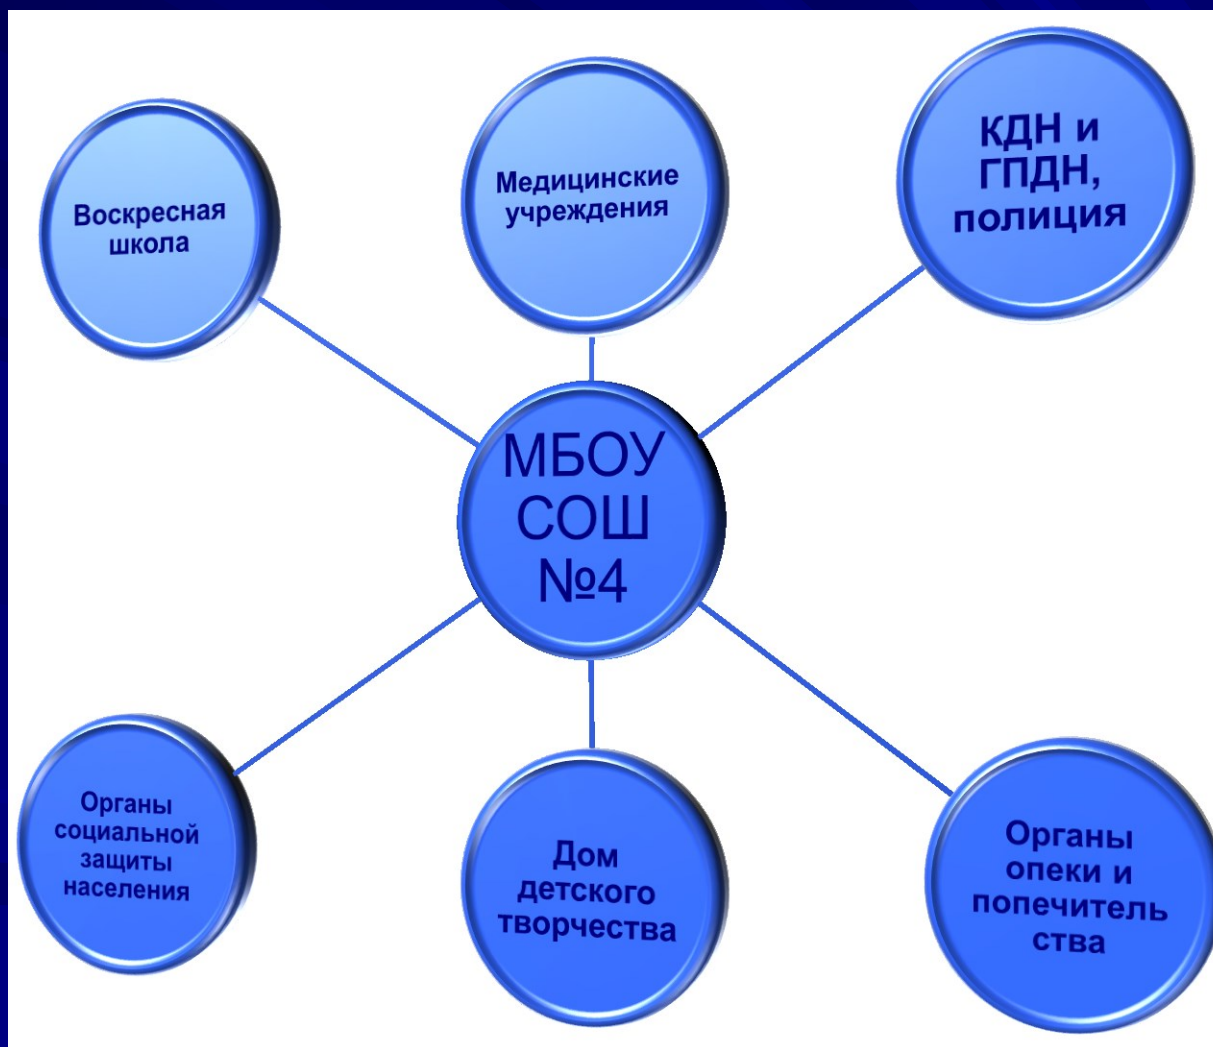 Воскресная
школа
Медицинские
учреждения
КДН и
ГПДН,
полиция
МБОУ
СОШ
№4
Органы
социальной
защиты
населения
Дом
детского
творчества
Органы
опеки и
попечитель
ства